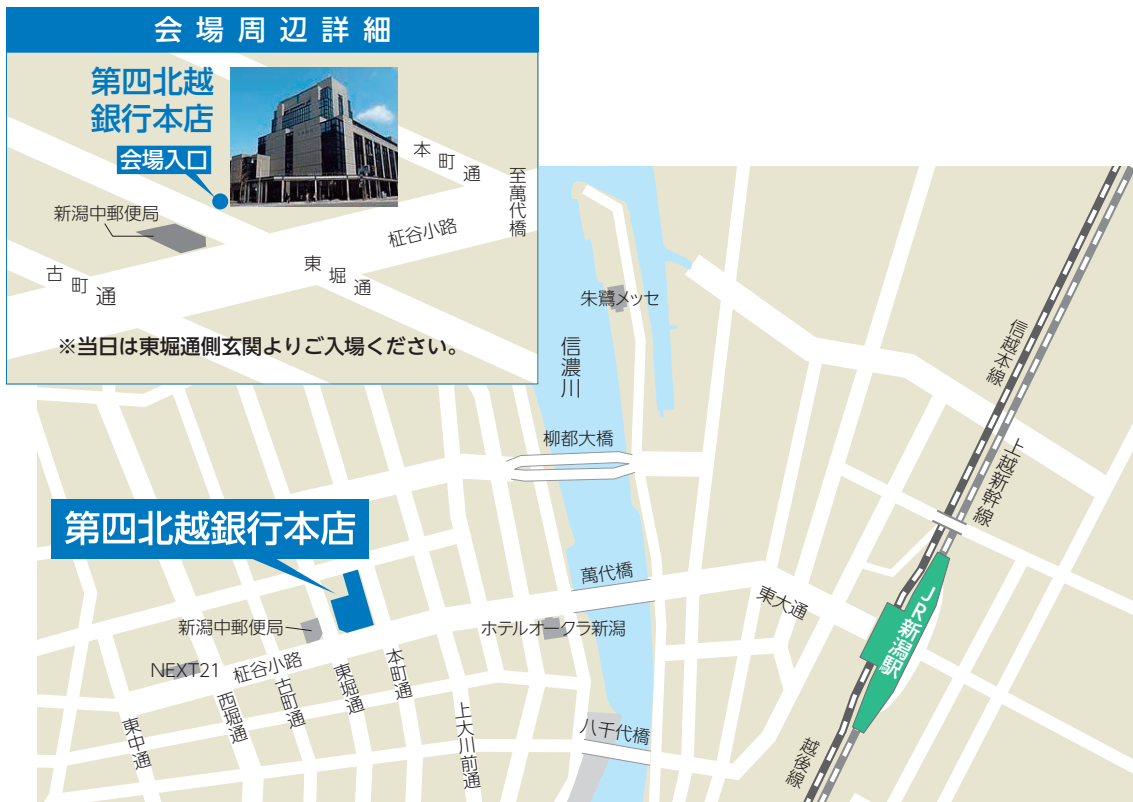 会場周辺詳細
第四北越
銀行本店
会場入口
本町通
至萬代橋
新潟中郵便局
柾谷小路
古町通
東堀通
※当日は東堀通側玄関よりご入場ください。
朱鷺メッセ
信濃川
信越本線
柳都大橋
上越新幹線
第四北越銀行本店
萬代橋
東大通
JR新潟駅
新潟中郵便局
ホテルオークラ新潟
NEXT21
柾谷小路
本町通
東堀通
古町通
西堀通
東中通
上大川前通
八千代橋
越後線